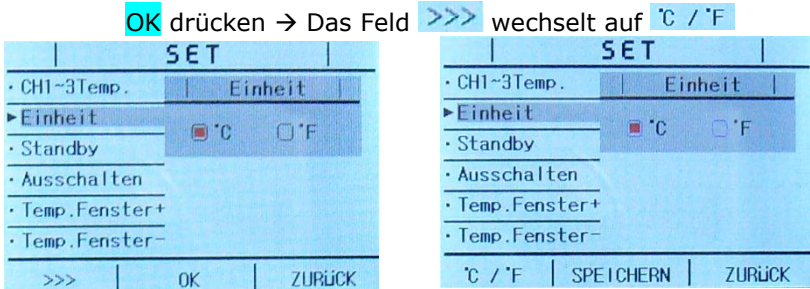 OK drücken → Das Feld >>> wechselt auf °C / °F
SET
· CH1~3Temp.
Einheit
►Einheit
°C °F
· Standby
· Ausschalten
· Temp.Fenster+
· Temp.Fenster-
>>> OK ZURÜCK
SET
· CH1~3Temp.
Einheit
►Einheit
°C °F
· Standby
· Ausschalten
· Temp.Fenster+
· Temp.Fenster-
°C / °F SPEICHERN ZURÜCK